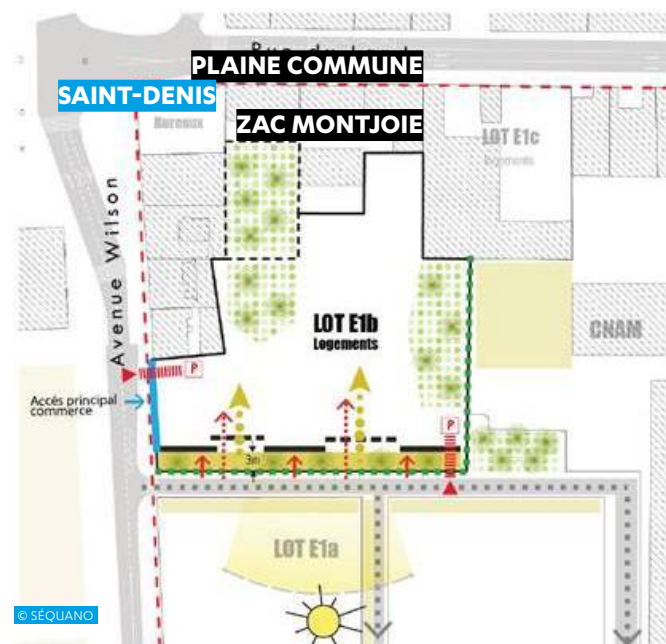 PLAINE COMMUNE
SAINT-DENIS
Bureaux
ZAC MONTJOIE
LOT E1c
logements
Avenue Wilson
LOT E1b
Logements
CNAM
P
Accés principal
commerce
P
3m
LOT E1a
© SÉQUANO